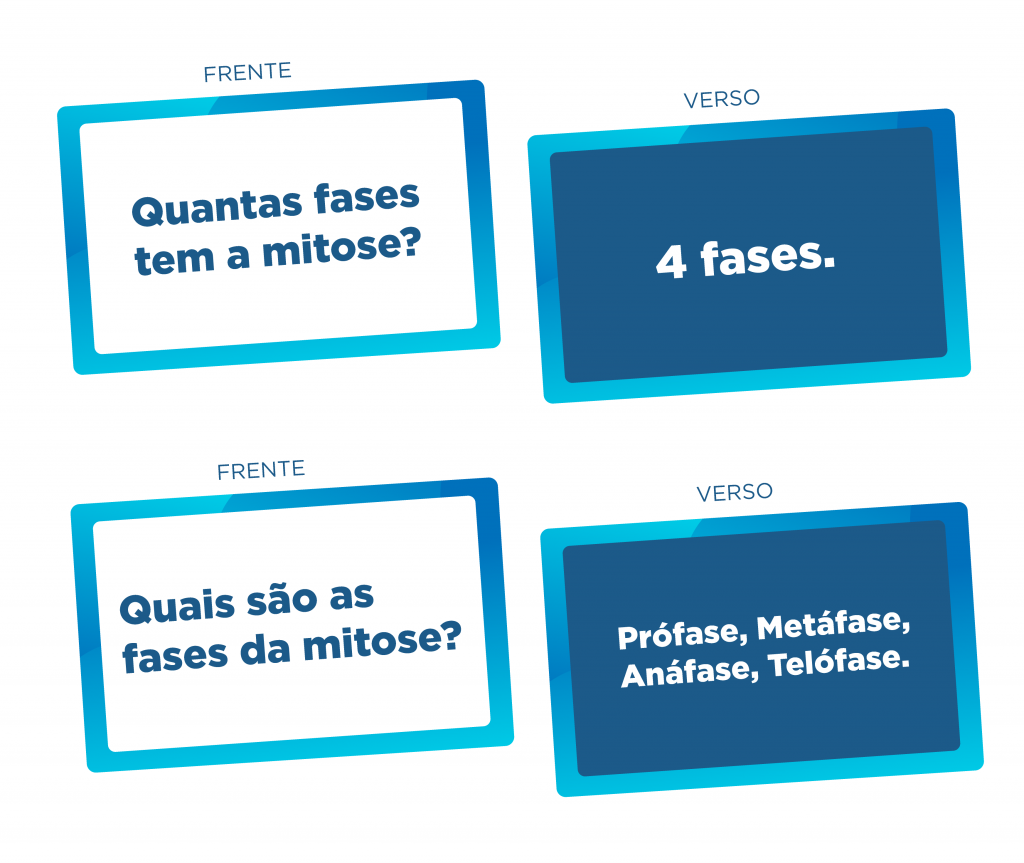 FRENTE
Quantas fases
tem a mitose?
VERSO
4 fases.
FRENTE
Quais são as
fases da mitose?
VERSO
Prófase, Metáfase,
Anáfase, Telófase.